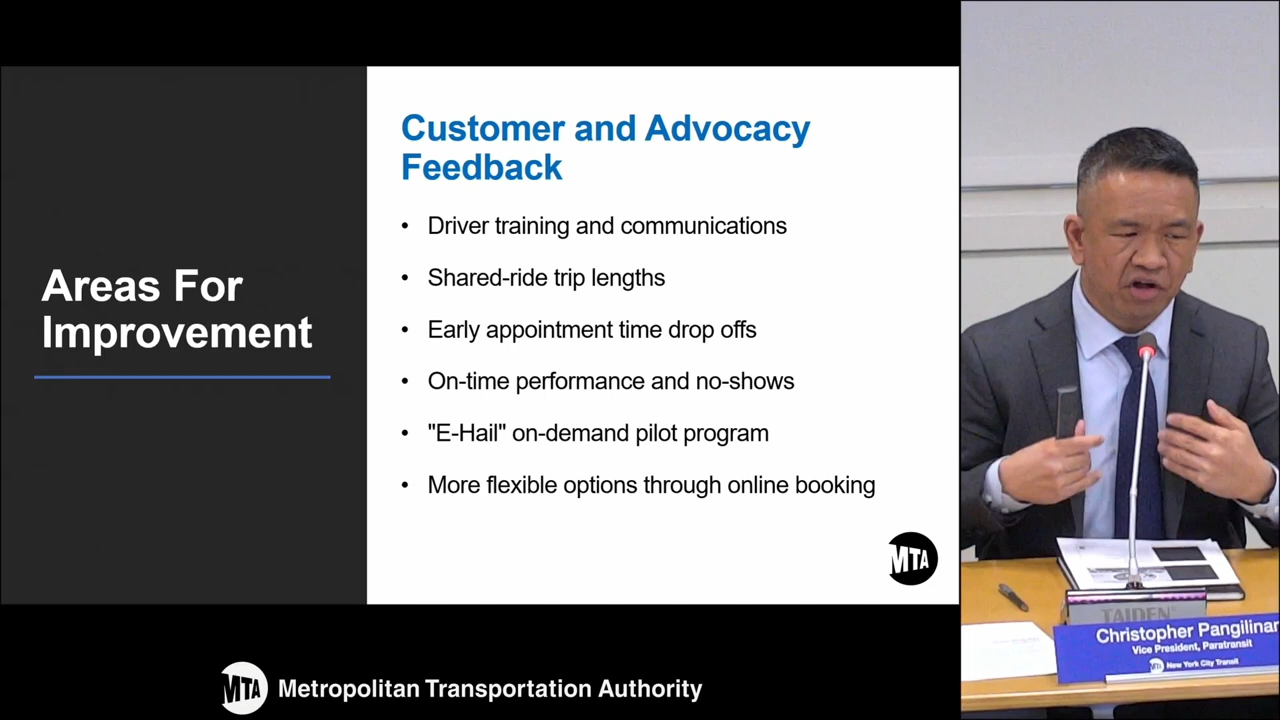 Areas For
Improvement
Customer and Advocacy
Feedback
• Driver training and communications
• Shared-ride trip lengths
• Early appointment time drop offs
• On-time performance and no-shows
• "E-Hail" on-demand pilot program
• More flexible options through online booking
MTA
MTA Metropolitan Transportation Authority
TAIDEN
Christopher Pangilinan
Vice President, Paratransit
MTA New York City Transit